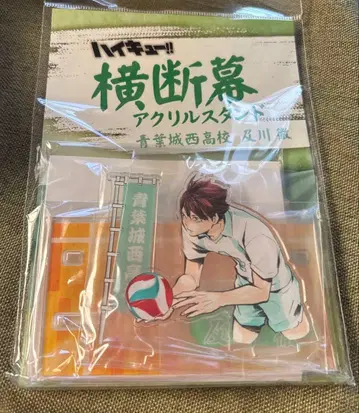 ハイキュー!!
横断幕
アクリルスタンド
青葉城西高校 及川 徹
青葉城西高